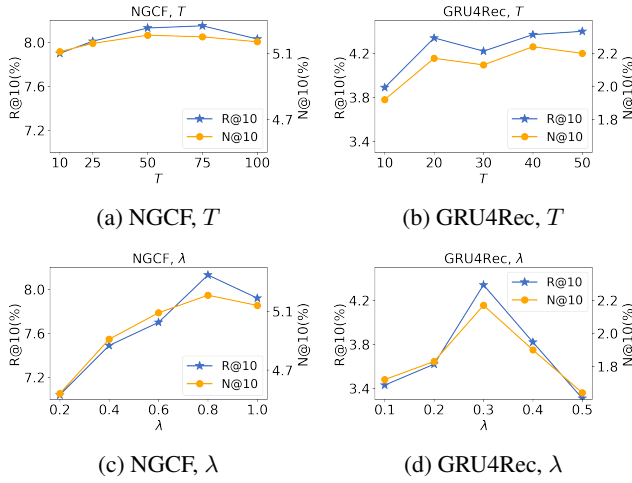 NGCF, T
R@10(%)
8.0
7.6
7.2
5.1
4.7
N@10(%)
R@10
N@10
10 25 50 75 100
T
(a) NGCF, T
GRU4Rec, T
R@10(%)
4.2
3.8
3.4
2.2
2.0
1.8
1.6
N@10(%)
R@10
N@10
10 20 30 40 50
T
(b) GRU4Rec, T
NGCF, λ
R@10(%)
8.0
7.6
7.2
5.1
4.7
N@10(%)
R@10
N@10
0.2 0.4 0.6 0.8 1.0
λ
(c) NGCF, λ
GRU4Rec, λ
R@10(%)
4.2
3.8
3.4
2.2
2.0
1.8
N@10(%)
R@10
N@10
0.1 0.2 0.3 0.4 0.5
λ
(d) GRU4Rec, λ